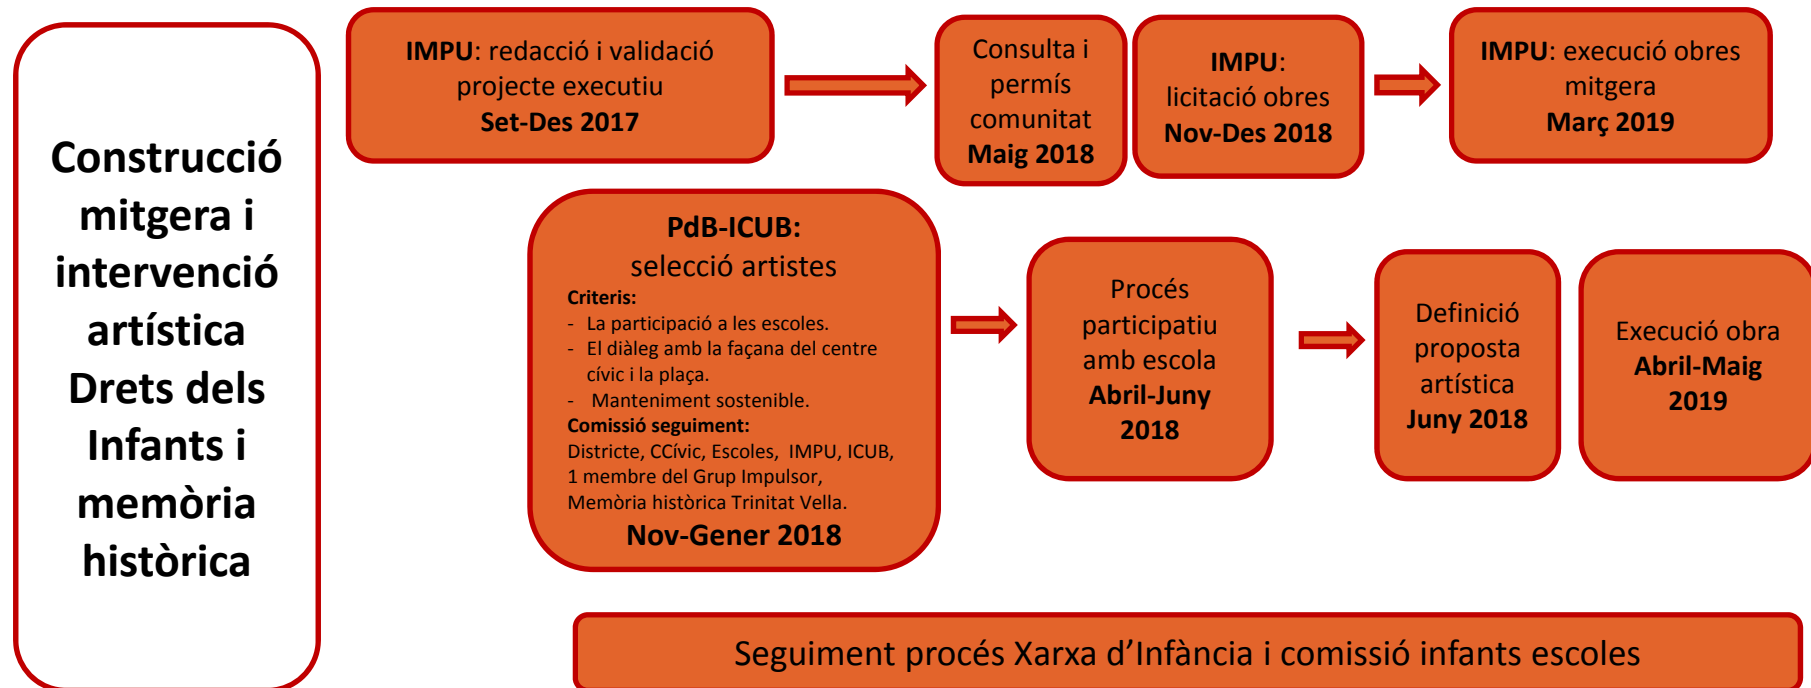 Construcció
mitgera i
intervenció
artística
Drets dels
Infants i
memòria
històrica
IMPU: redacció i validació
projecte executiu
Set-Des 2017
Consulta i
permís
comunitat
Maig 2018
IMPU:
licitació obres
Nov-Des 2018
IMPU: execució obres
mitgera
Març 2019
PdB-ICUB:
selecció artistes
Criteris:
- La participació a les escoles.
- El diàleg amb la façana del centre
cívic i la plaça.
- Manteniment sostenible.
Comissió seguiment:
Districte, CCívic, Escoles, IMPU, ICUB,
1 membre del Grup Impulsor,
Memòria històrica Trinitat Vella.
Nov-Gener 2018
Procés
participatiu
amb escola
Abril-Juny
2018
Definició
proposta
artística
Juny 2018
Execució obra
Abril-Maig
2019
Seguiment procés Xarxa d’Infància i comissió infants escoles